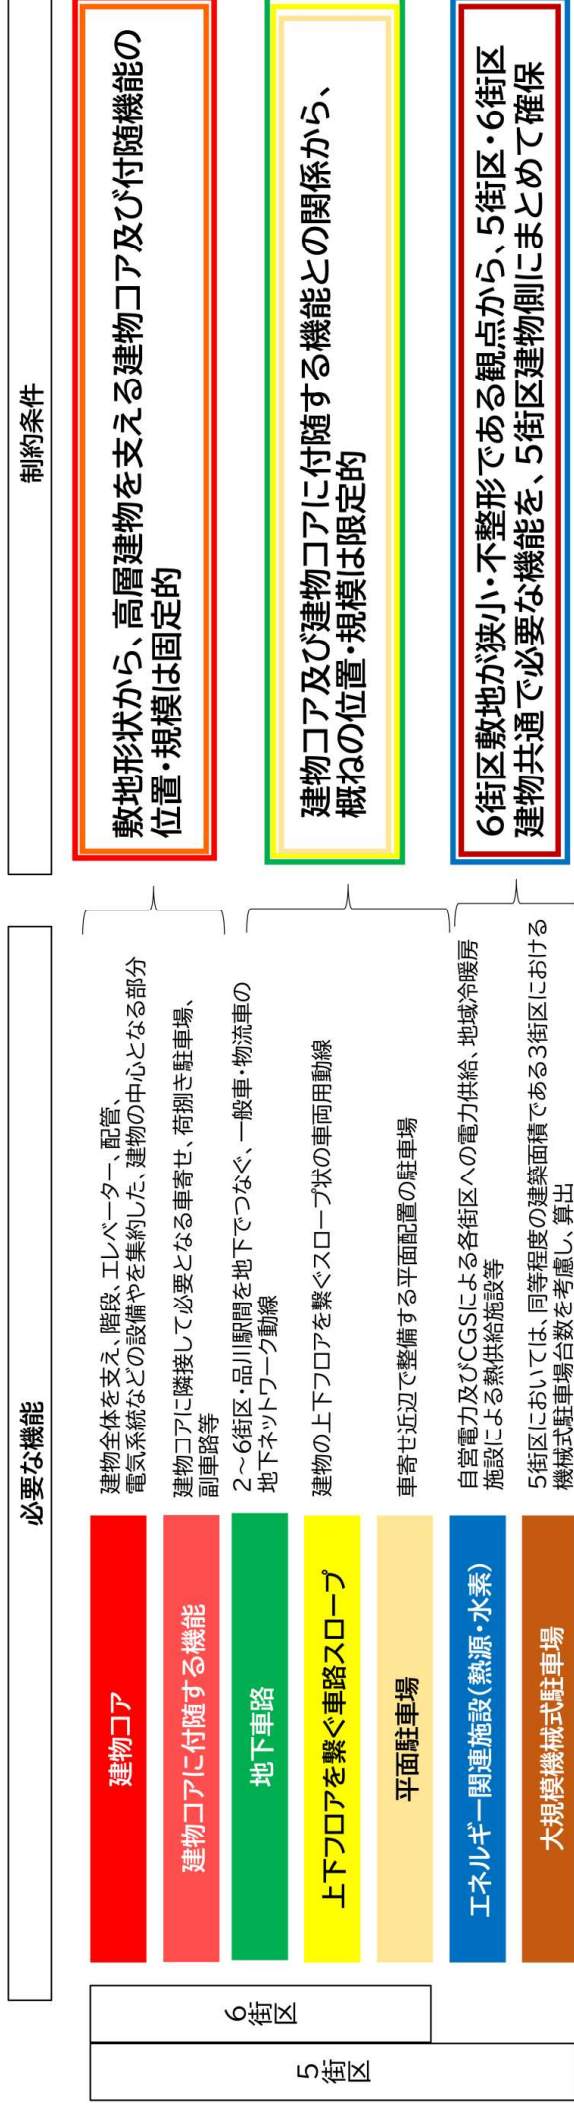 必要な機能
制約条件
5街区
6街区
建物コア
建物全体を支え、階段、エレベーター、配管、
電気系統などの設備やを集約した、建物の中心となる部分
建物コアに付随する機能
建物コアに隣接して必要となる車寄せ、荷捌き駐車場、
副車路等
敷地形状から、高層建物を支える建物コア及び付随機能の
位置・規模は固定的
地下車路
2～6街区・品川駅間を地下でつなぐ、一般車・物流車の
地下ネットワーク動線
上下フロアを繋ぐ車路スロープ
建物の上下フロアを繋ぐスロープ状の車両用動線
平面駐車場
車寄せ近辺で整備する平面配置の駐車場
建物コア及び建物コアに付随する機能との関係から、
概ねの位置・規模は限定的
エネルギー関連施設(熱源・水素)
自営電力及びCGSによる各街区への電力供給、地域冷暖房
施設による熱供給施設等
大規模機械式駐車場
5街区においては、同等程度の建築面積である3街区における
機械式駐車場台数を考慮し、算出
6街区敷地が狭小・不整形である観点から、5街区・6街区
建物共通で必要な機能を、5街区建物側にまとめて確保